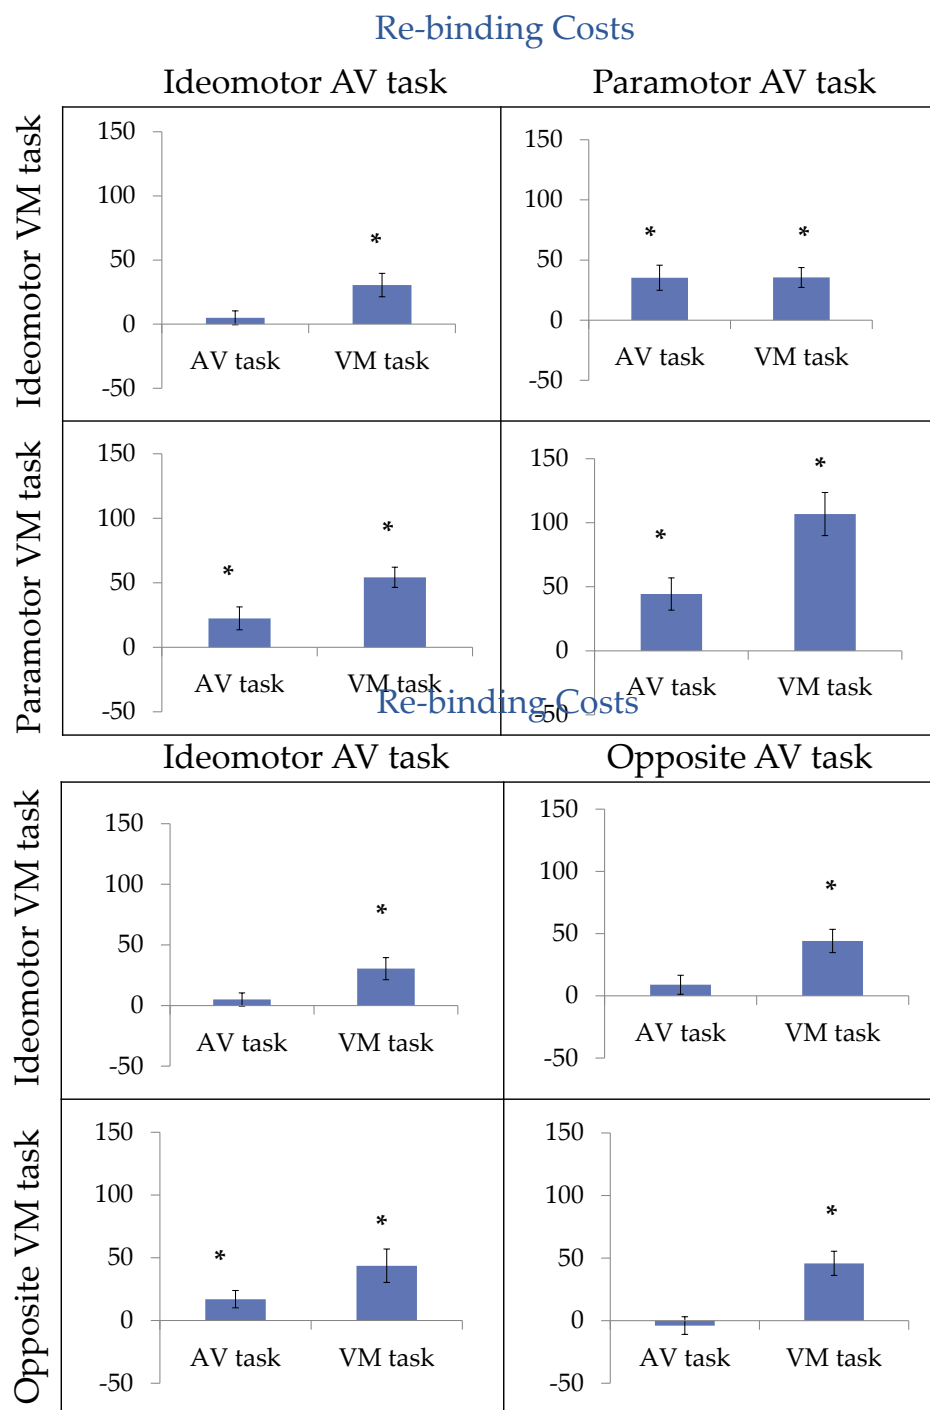 Re-binding Costs
Ideomotor AV task
Paramotor AV task
Ideomotor VM task
150
100
50
0
-50
*
AV task
VM task
150
100
50
0
-50
*
*
AV task
VM task
Paramotor VM task
150
100
50
0
-50
*
*
AV task
VM task
150
100
50
0
-50
*
*
AV task
VM task
Re-binding Costs
Ideomotor AV task
Opposite AV task
Ideomotor VM task
150
100
50
0
-50
*
AV task
VM task
150
100
50
0
-50
*
AV task
VM task
Opposite VM task
150
100
50
0
-50
*
*
AV task
VM task
150
100
50
0
-50
*
AV task
VM task